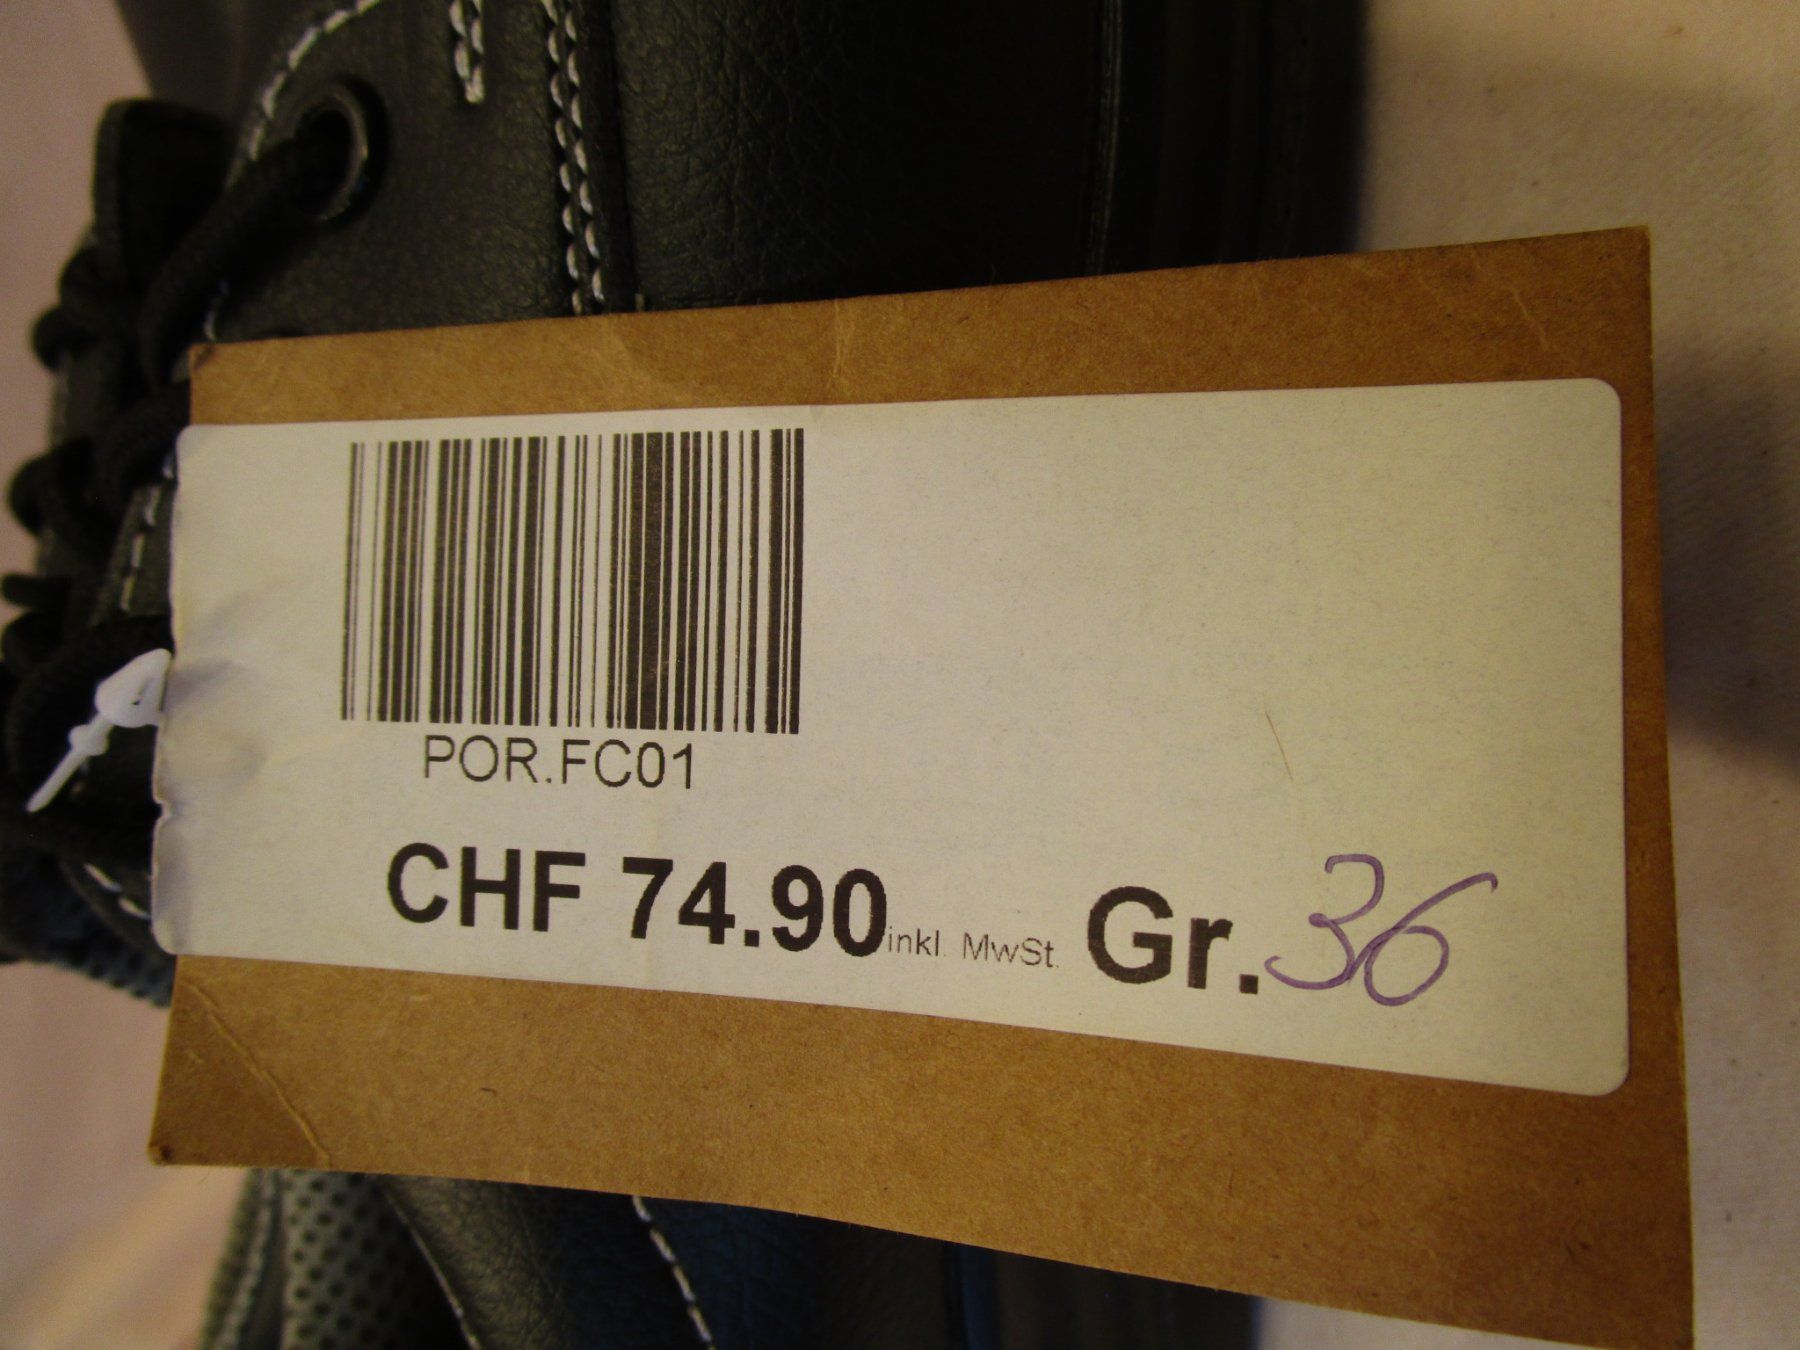 POR.FC01
CHF 74.90 inkl. MwSt. Gr. 36